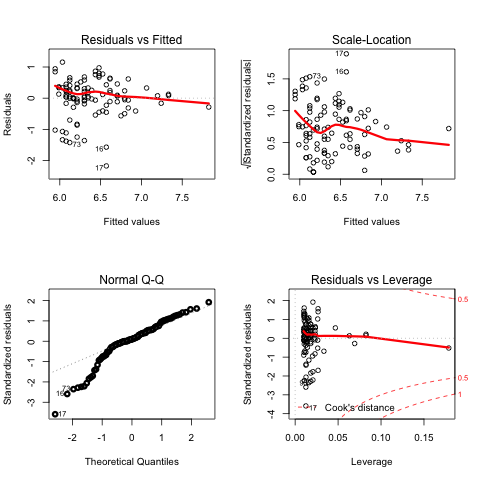 Residuals vs Fitted
Residuals
1
0
-1
-2
73
16
17
6.0 6.5 7.0 7.5
Fitted values
Scale-Location
√|Standardized residuals|
1.5
1.0
0.5
0.0
17
16
73
6.0 6.5 7.0 7.5
Fitted values
Normal Q-Q
Standardized residuals
2
1
0
-1
-2
-3
73
16
17
-2 -1 0 1 2
Theoretical Quantiles
Residuals vs Leverage
Standardized residuals
2
1
0
-1
-2
-3
-4
0.5
0.5
1
17
Cook's distance
0.00 0.05 0.10 0.15
Leverage